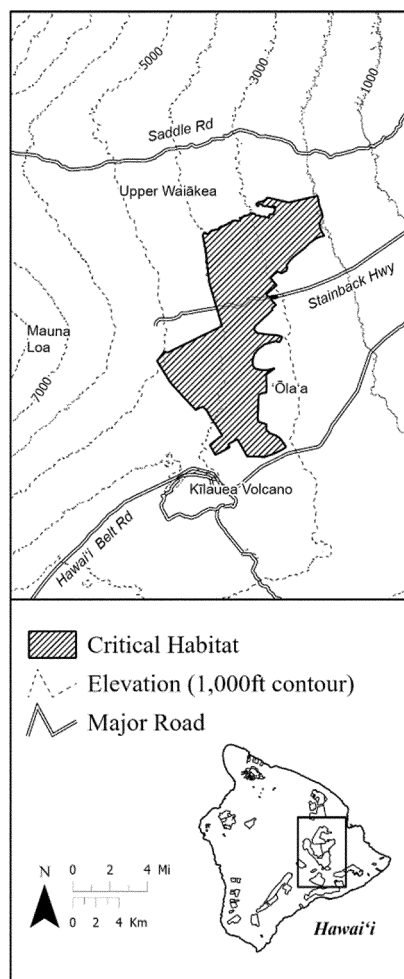 5000
3000
1000
Saddle Rd
Upper Waiākea
Stainback Hwy
Mauna
Loa
7000
ʻŌlaʻa
Kīlauea Volcano
Hawaiʻi Belt Rd
Critical Habitat
Elevation (1,000ft contour)
Major Road
N
0 2 4 Mi
0 2 4 Km
Hawaiʻi